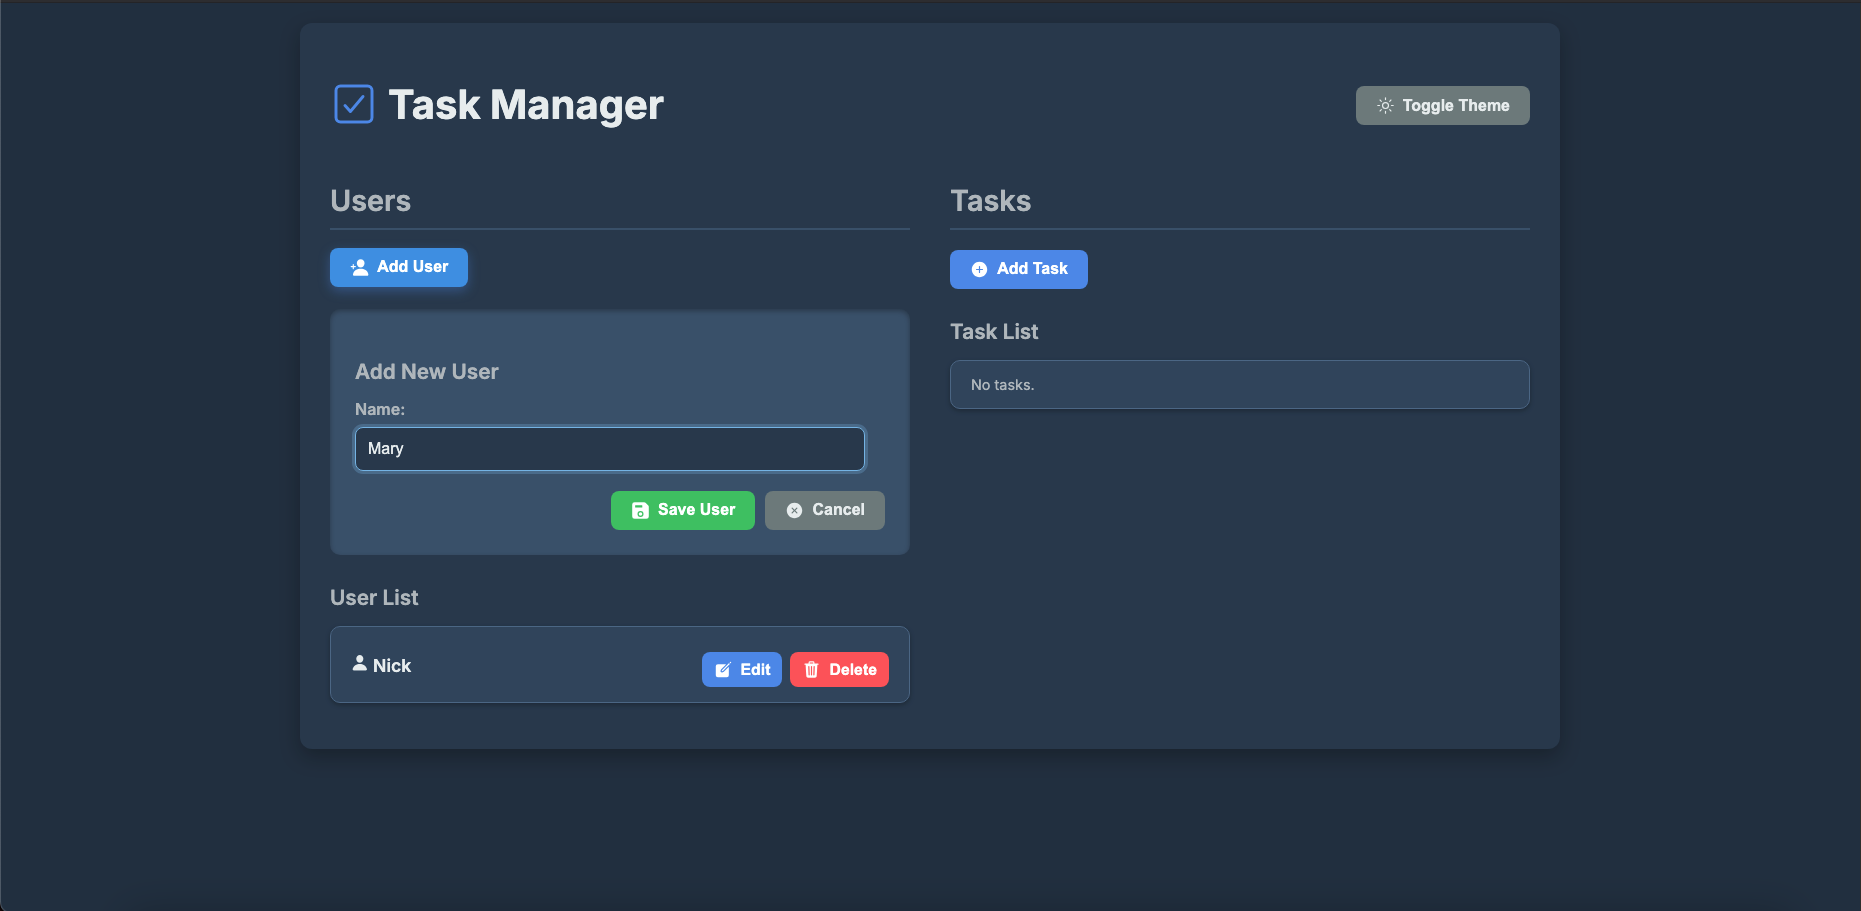 Task Manager
Toggle Theme
Users
Add User
Add New User
Name:
Mary
Save User
Cancel
User List
Nick
Edit
Delete
Tasks
Add Task
Task List
No tasks.